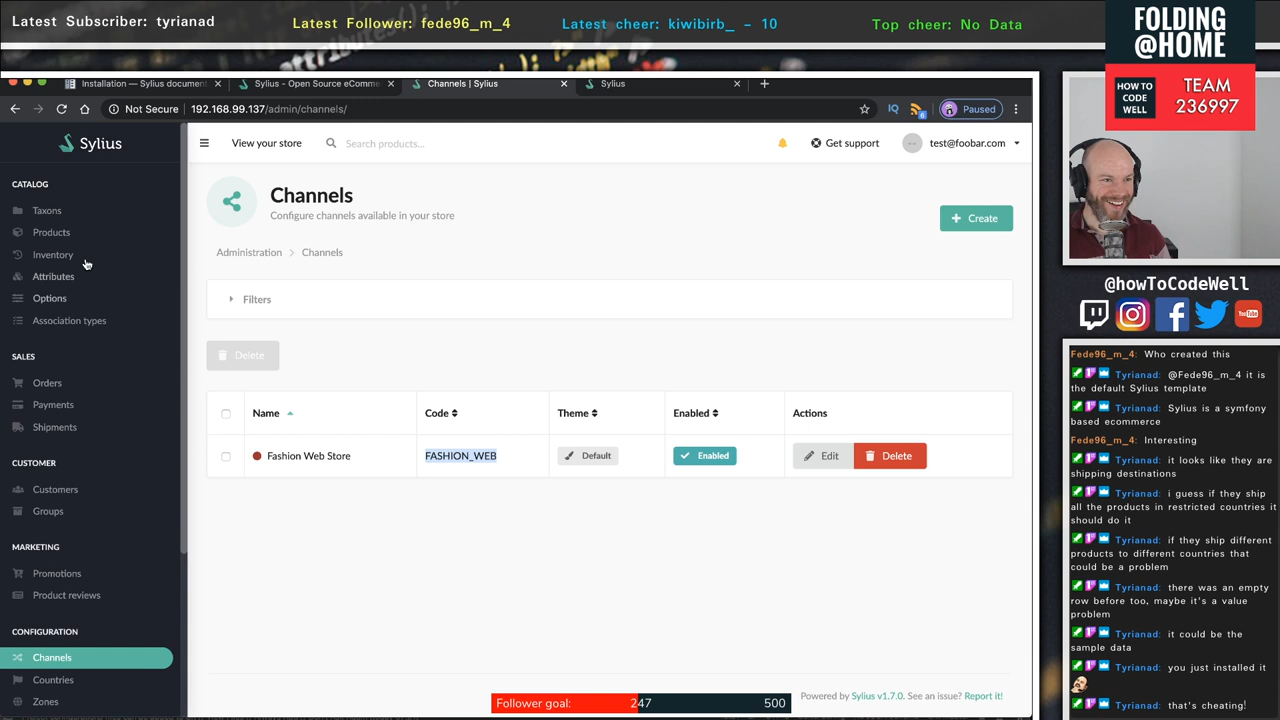 Latest Subscriber: tyrianad
Latest Follower: fede96_m_4
Latest cheer: kiwibirb_ - 10
Top cheer: No Data
FOLDING
@HOME
HOW TO
CODE
WELL
TEAM
236997
Installation — Sylius document
Sylius - Open Source eComme
Channels | Sylius
Sylius
Not Secure
192.168.99.137/admin/channels/
IQ
6
Paused
Sylius
View your store
Search products...
Get support
test@foobar.com
CATALOG
Taxons
Products
Inventory
Attributes
Options
Association types
SALES
Orders
Payments
Shipments
CUSTOMER
Customers
Groups
MARKETING
Promotions
Product reviews
CONFIGURATION
Channels
Countries
Zones
Channels
Configure channels available in your store
Create
Administration > Channels
Filters
Delete
Name
Code
Theme
Enabled
Actions
Fashion Web Store
FASHION_WEB
Default
Enabled
Edit
Delete
Powered by Sylius v1.7.0. See an issue? Report it!
Follower goal:
247
500
@howToCodeWell
You Tube
Fede96_m_4: Who created this
Tyrianad: @Fede96_m_4 it is
the default Sylius template
Tyrianad: Sylius is a symfony
based ecommerce
Fede96_m_4: Interesting
Tyrianad: it looks like they are
shipping destinations
Tyrianad: i guess if they ship
all the products in restricted countries it
should do it
Tyrianad: if they ship different
products to different countries that
could be a problem
Tyrianad: there was an empty
row before too, maybe it's a value
problem
Tyrianad: it could be the
sample data
Tyrianad: you just installed it
Tyrianad: that's cheating!